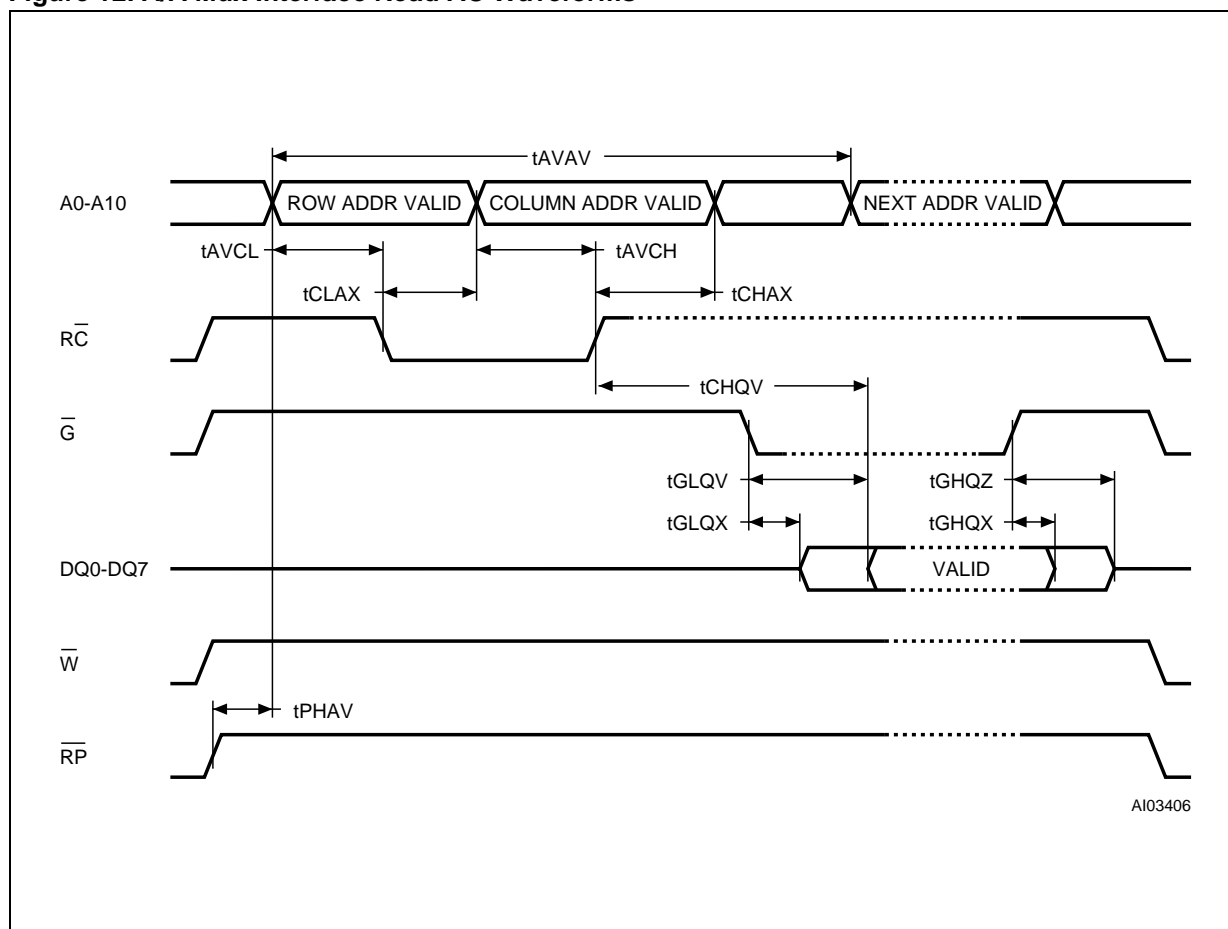 tAVAV
A0-A10
ROW ADDR VALID
COLUMN ADDR VALID
NEXT ADDR VALID
tAVCL
tAVCH
tCLAX
tCHAX
RC̅
tCHQV
G̅
tGLQV
tGHQZ
tGLQX
tGHQX
DQ0-DQ7
VALID
W̅
tPHAV
R̅P̅
AI03406